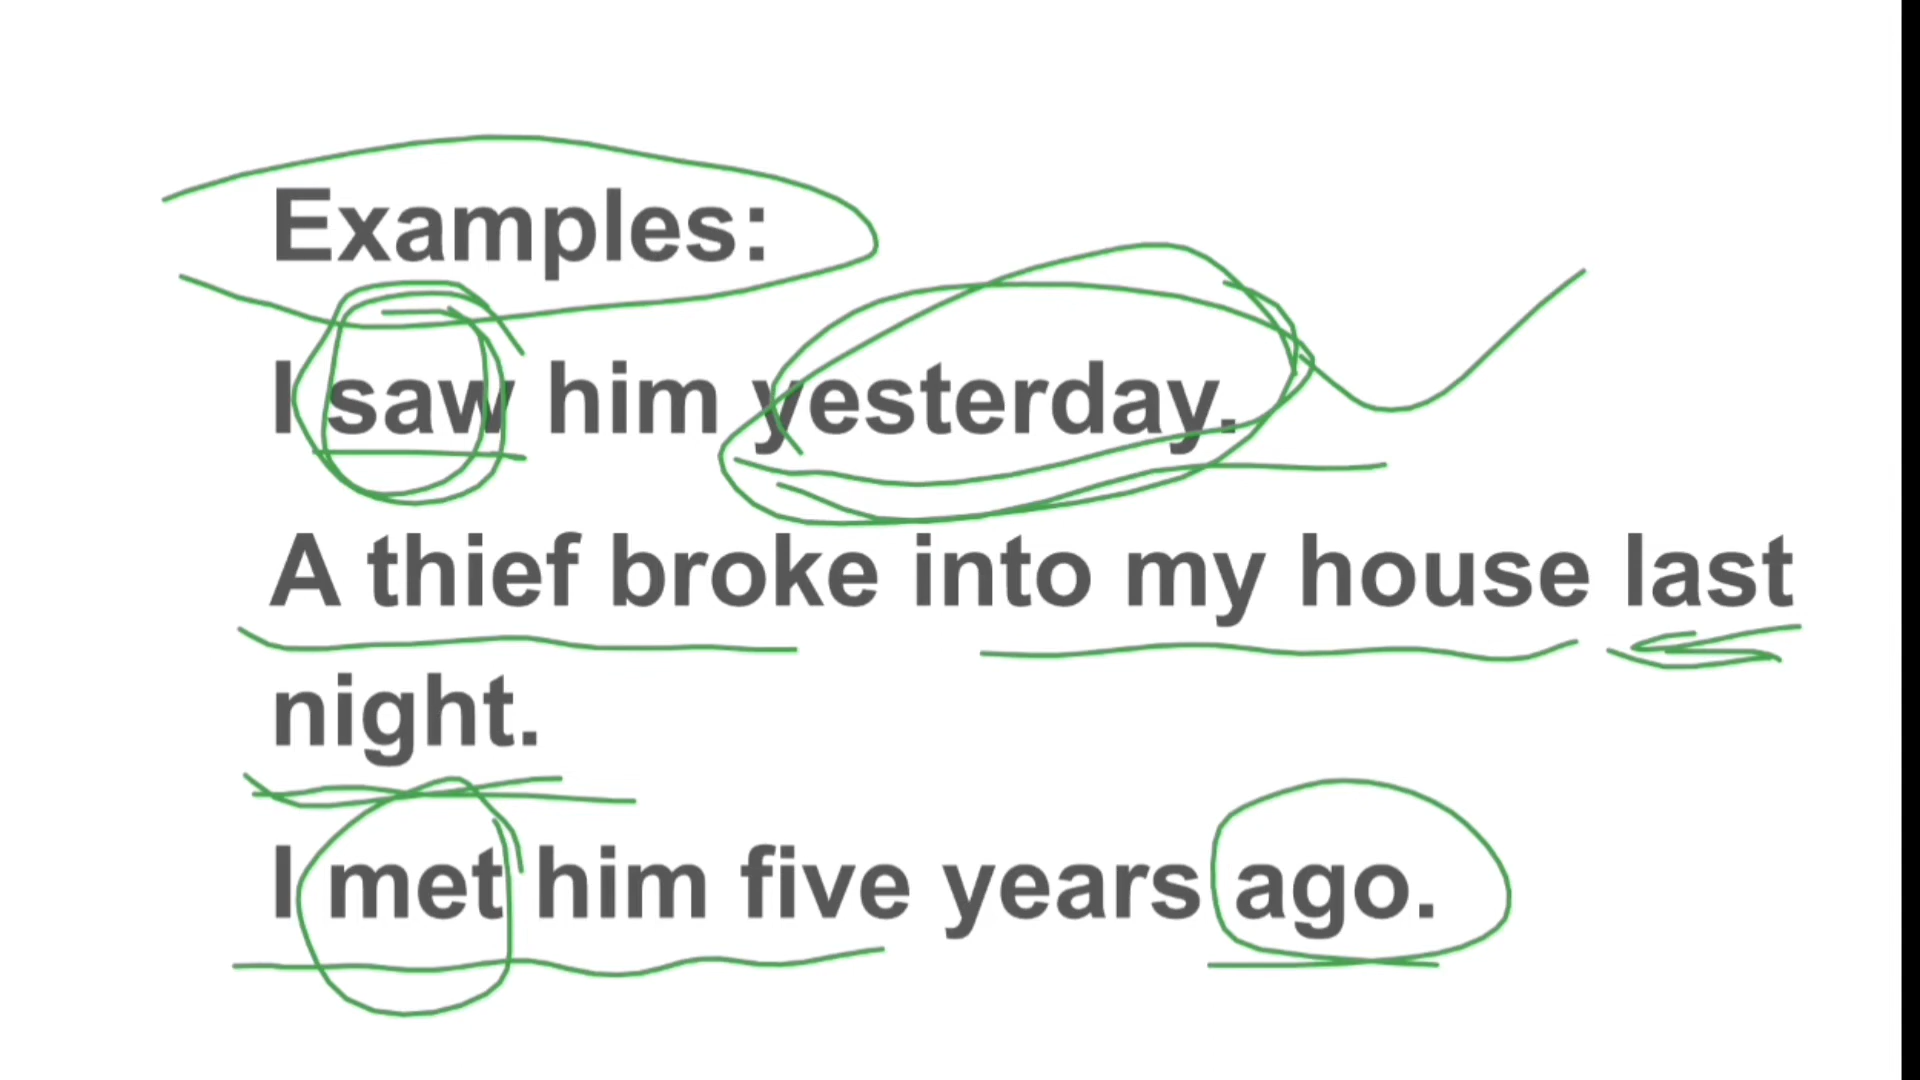 Examples:
I saw him yesterday.
A thief broke into my house last
night.
I met him five years ago.